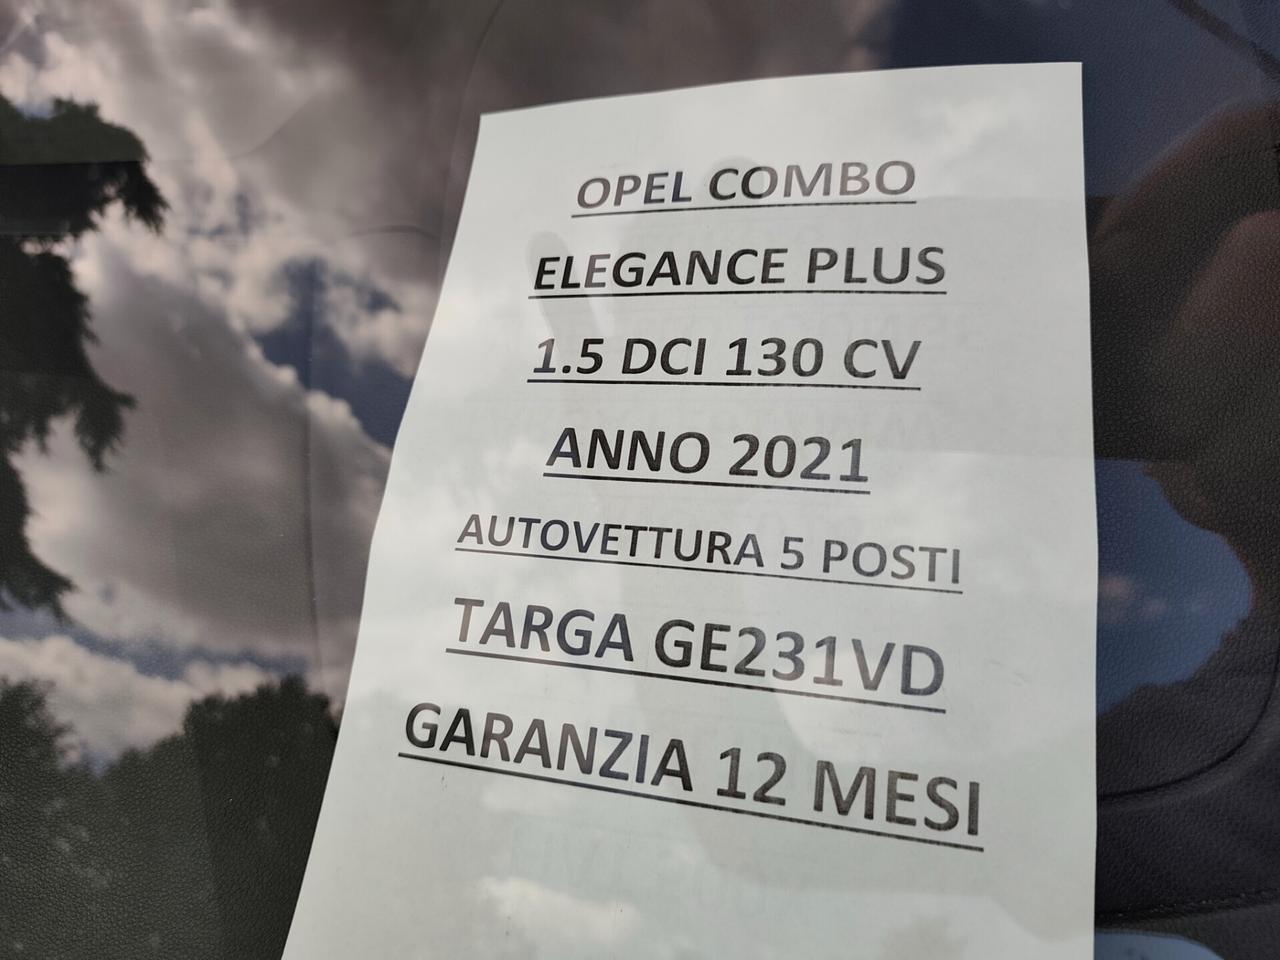 OPEL COMBO
ELEGANCE PLUS
1.5 DCI 130 CV
ANNO 2021
AUTOVETTURA 5 POSTI
TARGA GE231VD
GARANZIA 12 MESI